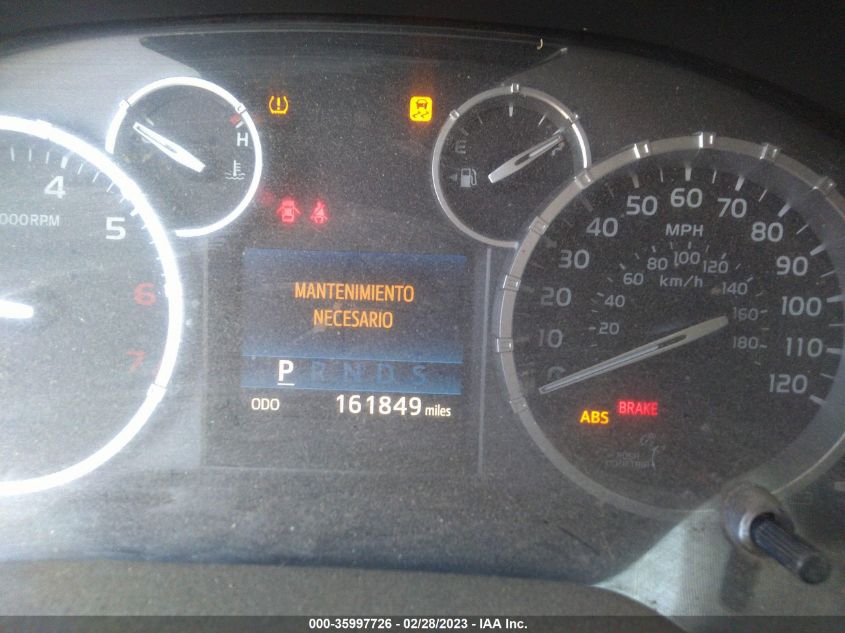 4
5
6
7
000RPM
H
E
F
MANTENIMIENTO
NECESARIO
P R N D S
ODO 161849 miles
0 10 20 30 40 50 60 70 80 90 100 110 120
MPH
20 40 60 80 100 120 140 160 180
km/h
ABS BRAKE
000-35997726 - 02/28/2023 - IAA Inc.